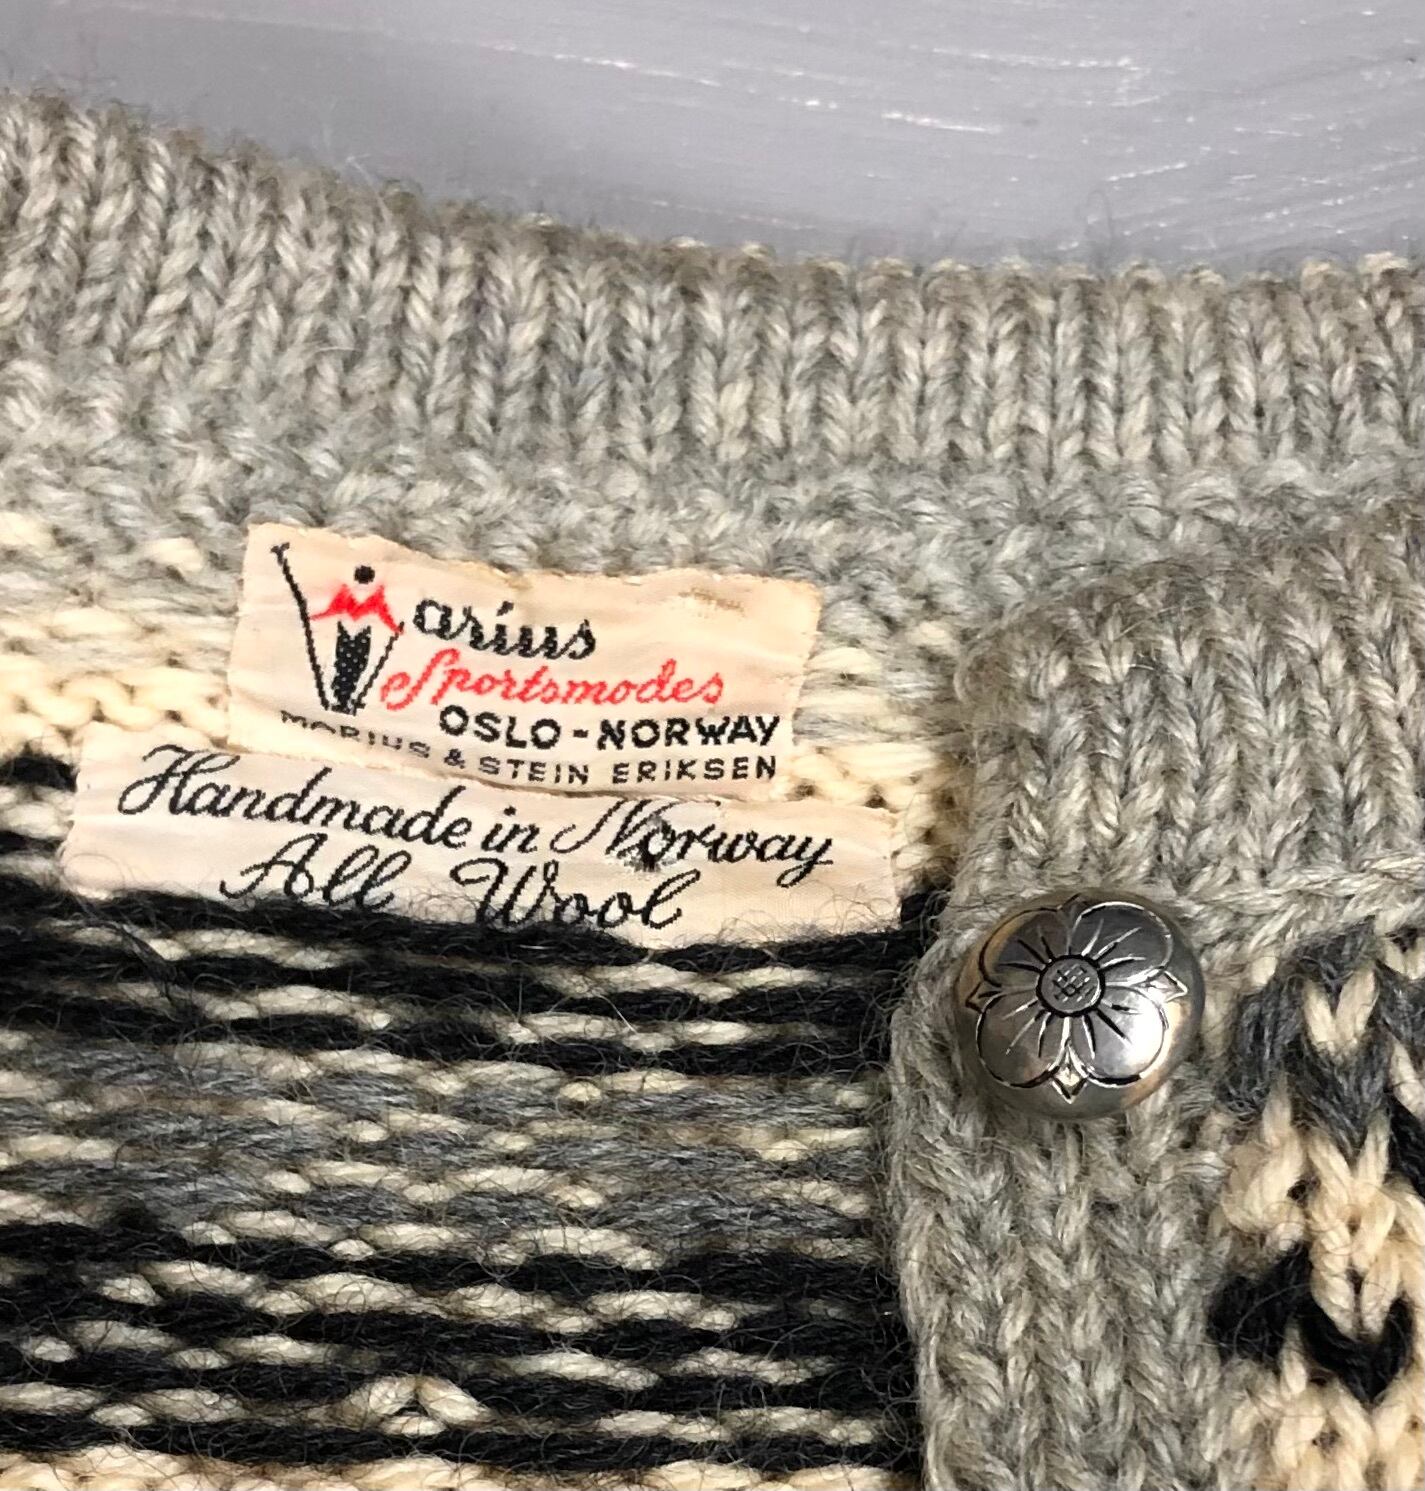 Marius
Sportsmodes
OSLO - NORWAY
MARIUS & STEIN ERIKSEN
Handmade in Norway
All Wool